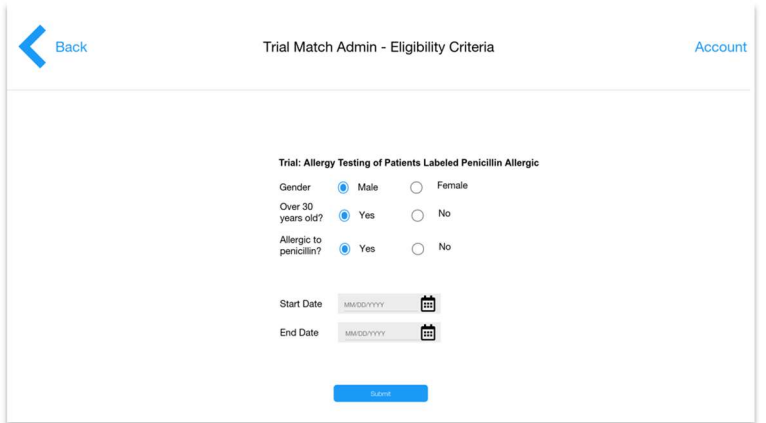 Back
Trial Match Admin - Eligibility Criteria
Account
Trial: Allergy Testing of Patients Labeled Penicillin Allergic
Gender Male Female
Over 30
years old? Yes No
Allergic to
penicillin? Yes No
Start Date MM/DD/YYYY
End Date MM/DD/YYYY
Submit